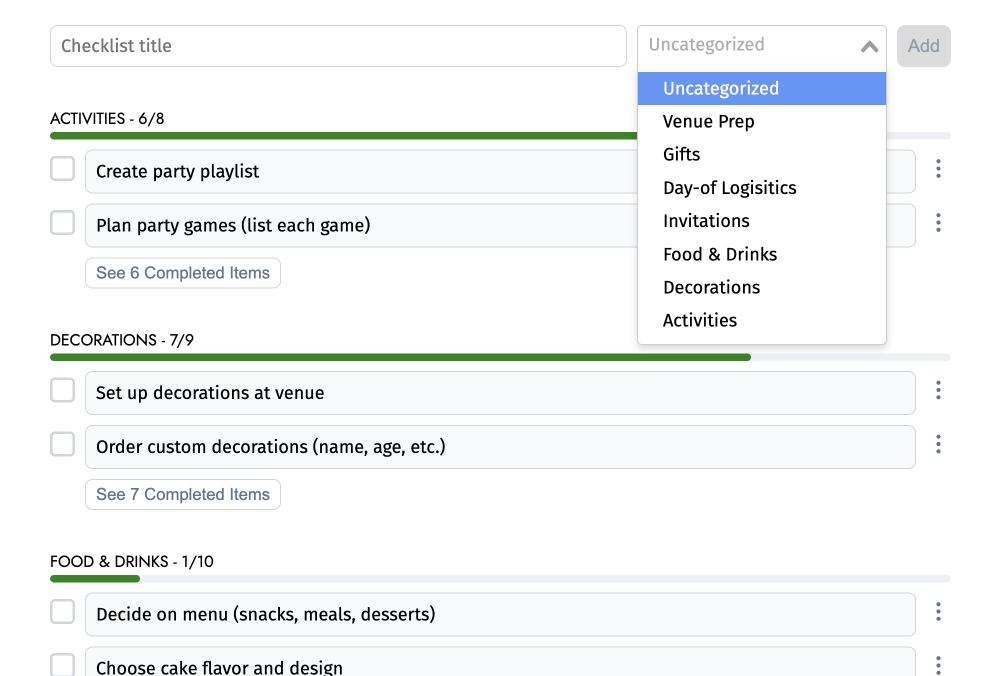 Checklist title
Uncategorized
Add
Uncategorized
Venue Prep
Gifts
Day-of Logisitics
Invitations
Food & Drinks
Decorations
Activities
ACTIVITIES - 6/8
Create party playlist
Plan party games (list each game)
See 6 Completed Items
DECORATIONS - 7/9
Set up decorations at venue
Order custom decorations (name, age, etc.)
See 7 Completed Items
FOOD & DRINKS - 1/10
Decide on menu (snacks, meals, desserts)
Choose cake flavor and design